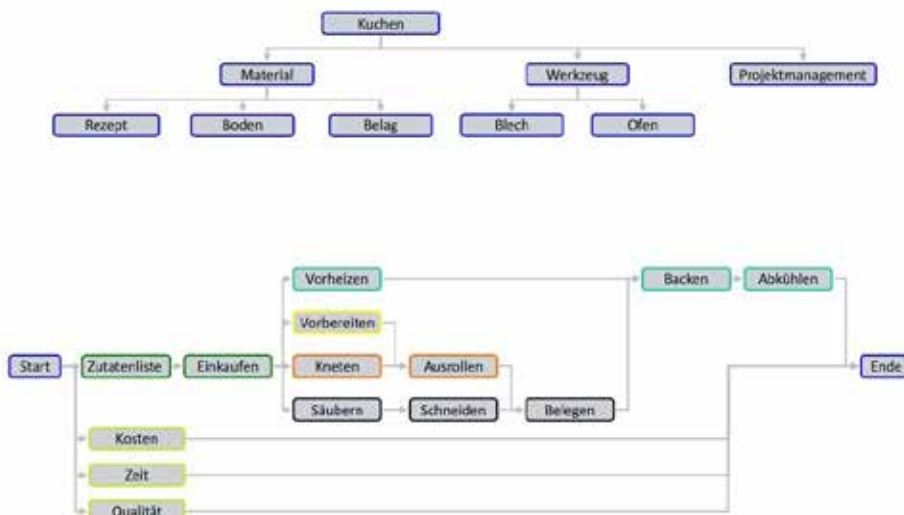 Kuchen
Material Werkzeug Projektmanagement
Rezept Boden Belag Blech Ofen
Vorheizen Backen Abkühlen
Vorbereiten
Start Zutatenliste Einkaufen Kneten Ausrollen Ende
Säubern Schneiden Belegen
Kosten
Zeit
Qualität